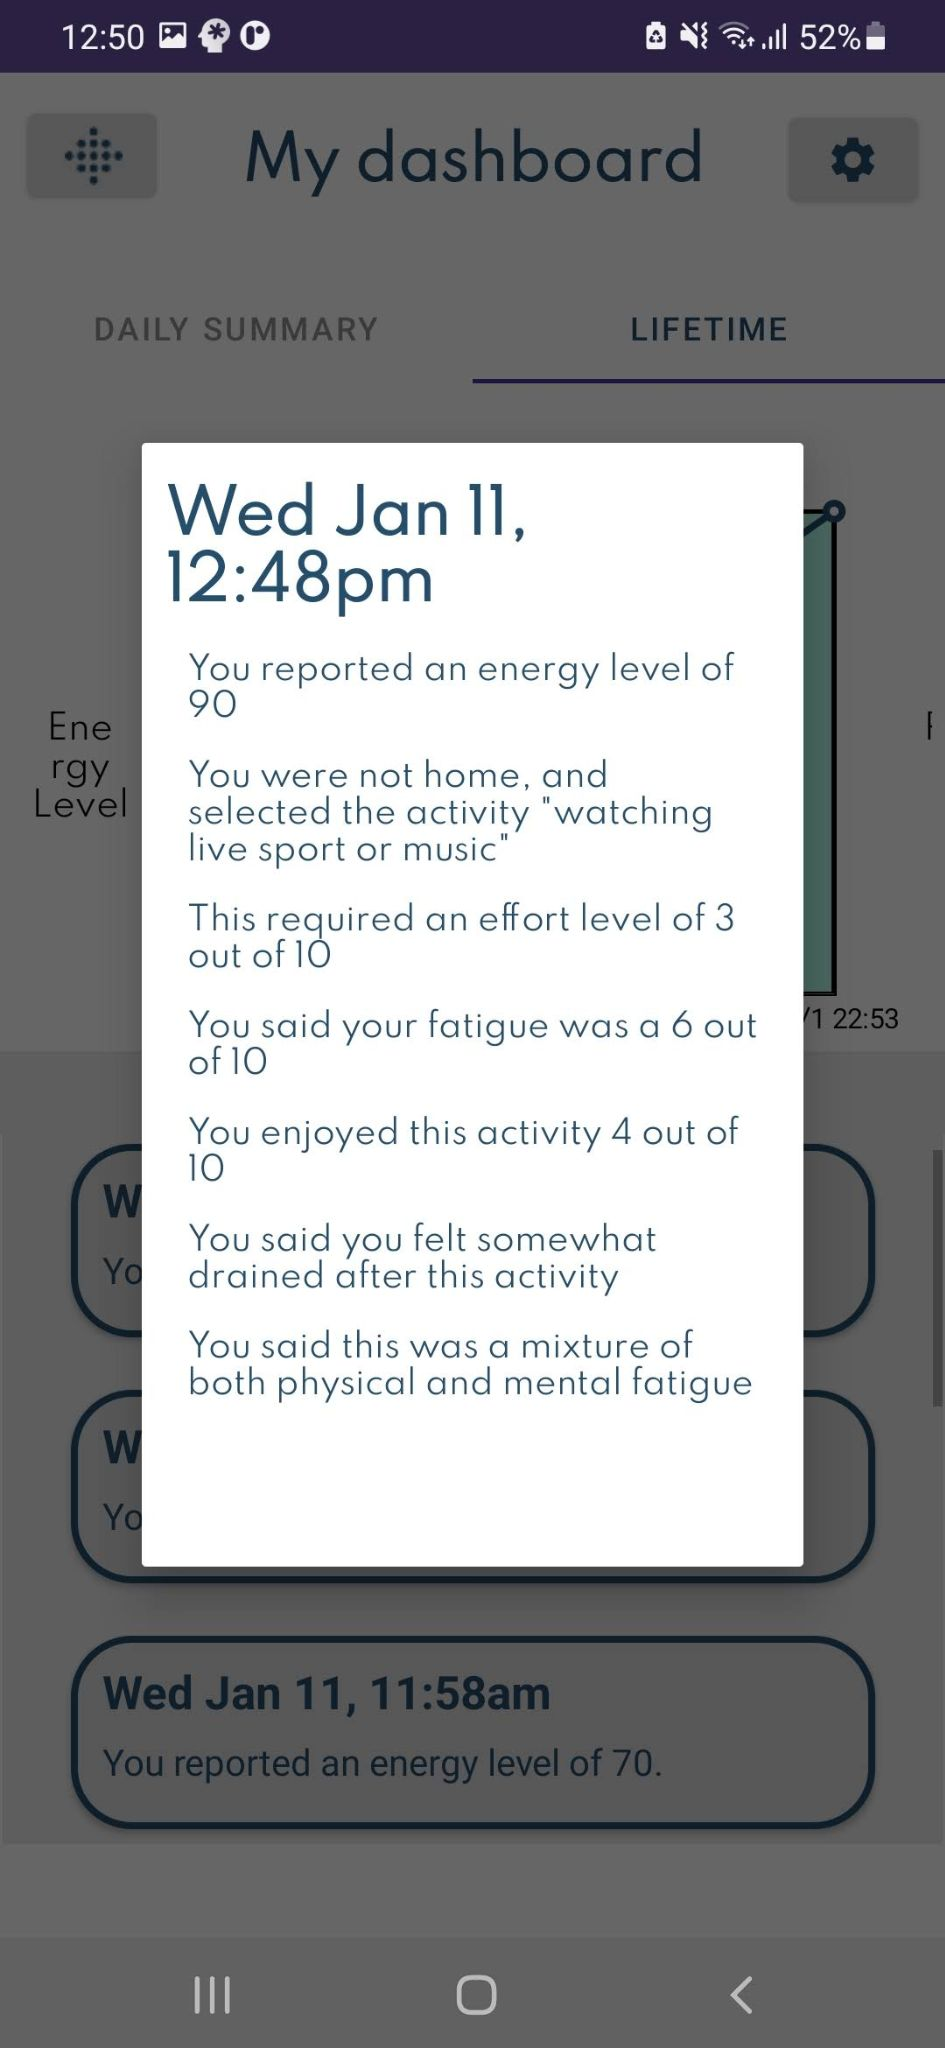 12:50
52%
My dashboard
DAILY SUMMARY
LIFETIME
Wed Jan 11,
12:48pm
You reported an energy level of
90
You were not home, and
selected the activity "watching
live sport or music"
This required an effort level of 3
out of 10
You said your fatigue was a 6 out
of 10
You enjoyed this activity 4 out of
10
You said you felt somewhat
drained after this activity
You said this was a mixture of
both physical and mental fatigue
Ene
rgy
Level
/1 22:53
W
Yo
W
Yo
Wed Jan 11, 11:58am
You reported an energy level of 70.